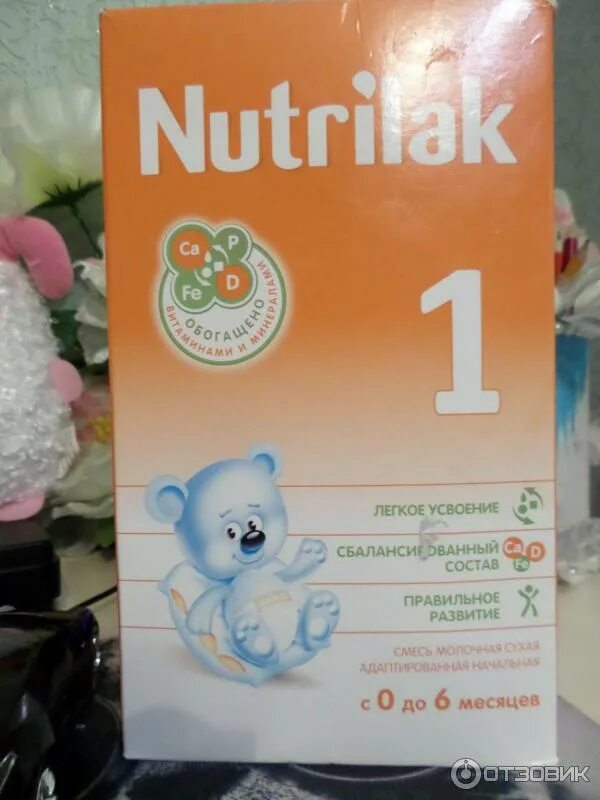 Nutrilak
Ca P
Fe D
ОБОГАЩЕНО
ВИТАМИНАМИ И МИНЕРАЛАМИ
1
ЛЕГКОЕ УСВОЕНИЕ
СБАЛАНСИРОВАННЫЙ
СОСТАВ
Ca D
Fe
ПРАВИЛЬНОЕ
РАЗВИТИЕ
СМЕСЬ МОЛОЧНАЯ СУХАЯ
АДАПТИРОВАННАЯ НАЧАЛЬНАЯ
с 0 до 6 месяцев
ОТЗОВИК